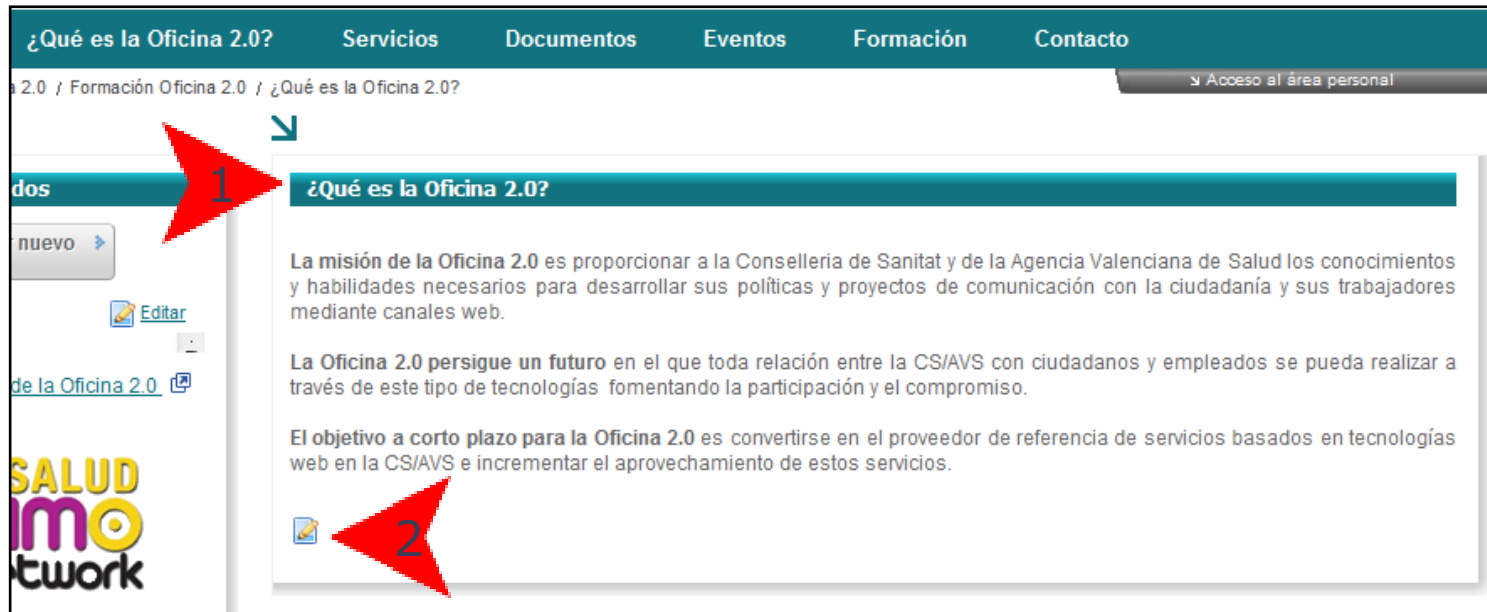 ¿Qué es la Oficina 2.0? Servicios Documentos Eventos Formación Contacto
a 2.0 / Formación Oficina 2.0 / ¿Qué es la Oficina 2.0?
Acceso al área personal
dos
1
¿Qué es la Oficina 2.0?
nuevo
La misión de la Oficina 2.0 es proporcionar a la Conselleria de Sanitat y de la Agencia Valenciana de Salud los conocimientos
y habilidades necesarios para desarrollar sus políticas y proyectos de comunicación con la ciudadanía y sus trabajadores
mediante canales web.
Editar
La Oficina 2.0 persigue un futuro en el que toda relación entre la CS/AVS con ciudadanos y empleados se pueda realizar a
través de este tipo de tecnologías fomentando la participación y el compromiso.
de la Oficina 2.0
El objetivo a corto plazo para la Oficina 2.0 es convertirse en el proveedor de referencia de servicios basados en tecnologías
web en la CS/AVS e incrementar el aprovechamiento de estos servicios.
SALUD
2